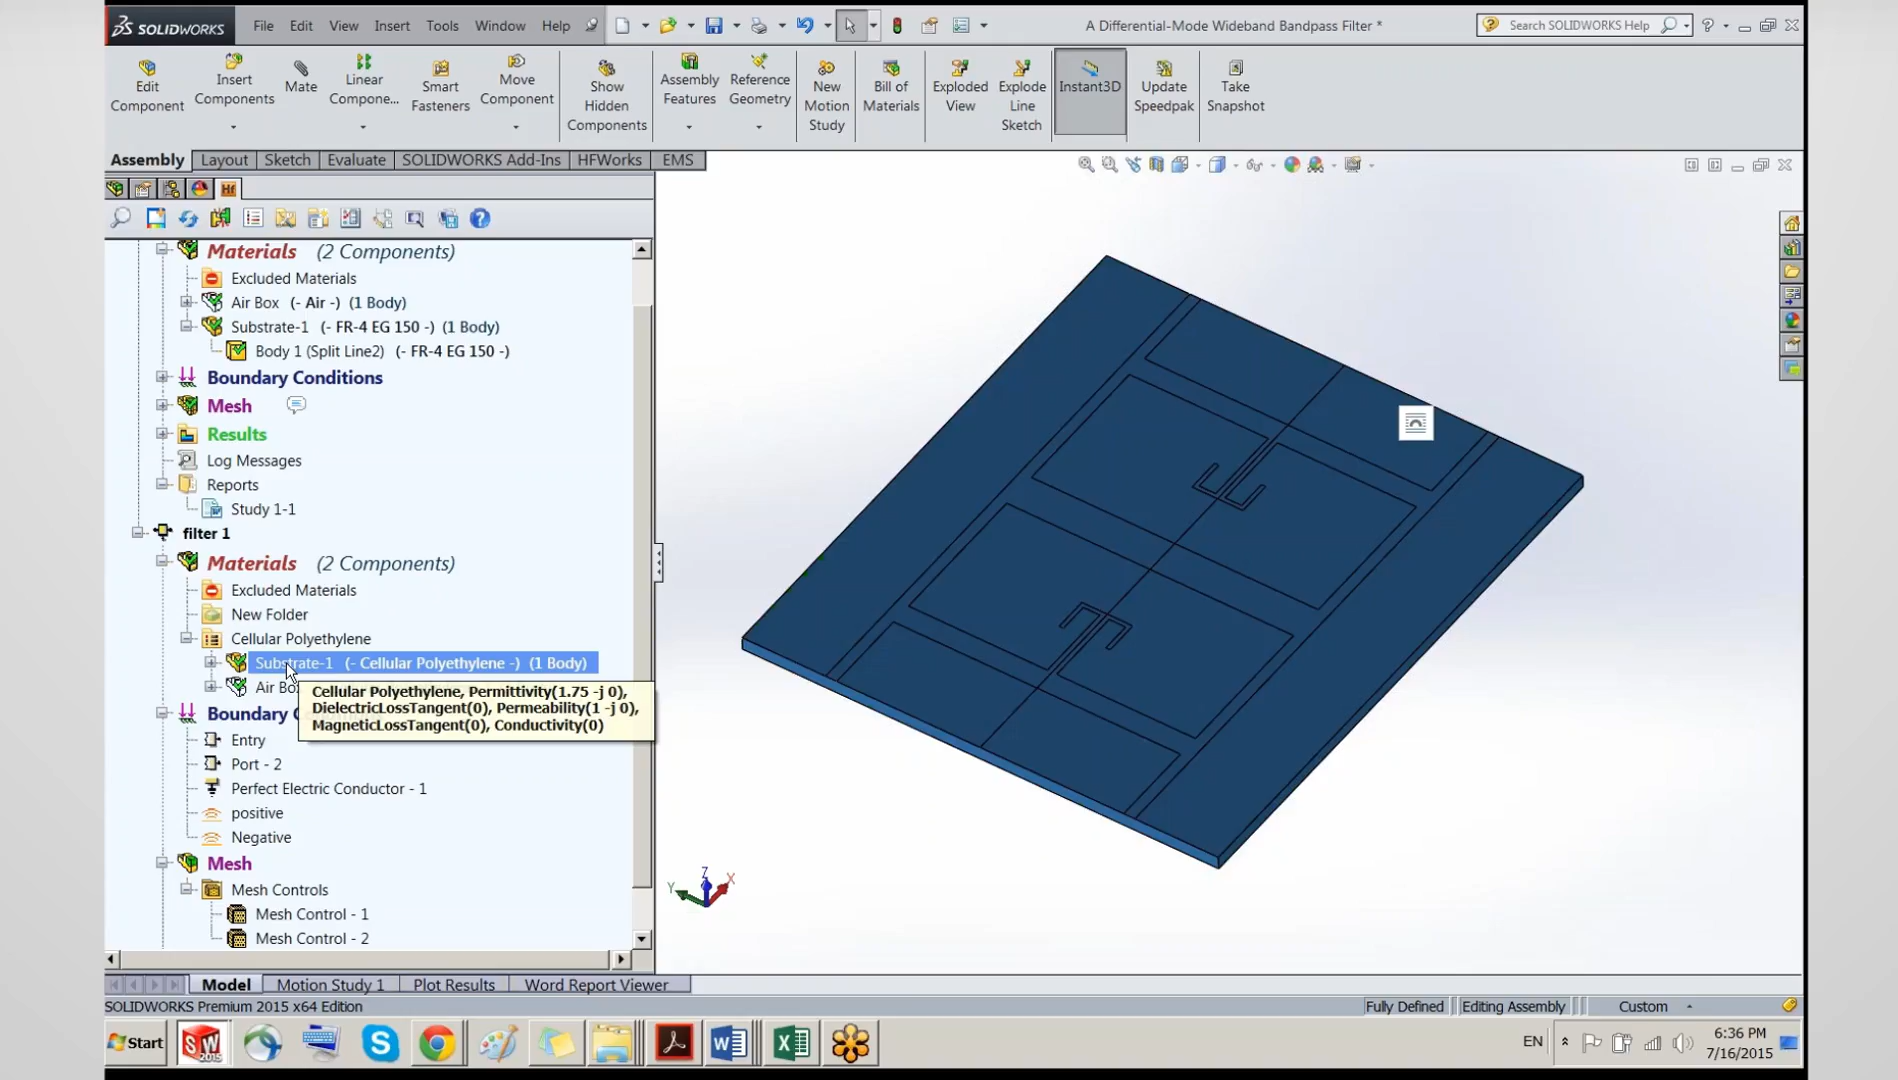 SOLIDWORKS File Edit View Insert Tools Window Help A Differential-Mode Wideband Bandpass Filter * Search SOLIDWORKS Help
Edit Component
Insert Components
Mate
Linear Compone...
Smart Fasteners
Move Component
Show Hidden Components
Assembly Features
Reference Geometry
New Motion Study
Bill of Materials
Exploded View
Explode Line Sketch
Instant3D
Update Speedpak
Take Snapshot
Assembly Layout Sketch Evaluate SOLIDWORKS Add-Ins HFWorks EMS
Materials (2 Components)
Excluded Materials
Air Box (- Air -) (1 Body)
Substrate-1 (- FR-4 EG 150 -) (1 Body)
Body 1 (Split Line2) (- FR-4 EG 150 -)
Boundary Conditions
Mesh
Results
Log Messages
Reports
Study 1-1
filter 1
Materials (2 Components)
Excluded Materials
New Folder
Cellular Polyethylene
Substrate-1 (- Cellular Polyethylene -) (1 Body)
Air Bo
Cellular Polyethylene, Permittivity(1.75 -j 0),
DielectricLossTangent(0), Permeability(1 -j 0),
MagneticLossTangent(0), Conductivity(0)
Boundary C
Entry
Port - 2
Perfect Electric Conductor - 1
positive
Negative
Mesh
Mesh Controls
Mesh Control - 1
Mesh Control - 2
Z
Y X
Model Motion Study 1 Plot Results Word Report Viewer
SOLIDWORKS Premium 2015 x64 Edition Fully Defined Editing Assembly Custom
Start EN 6:36 PM
7/16/2015